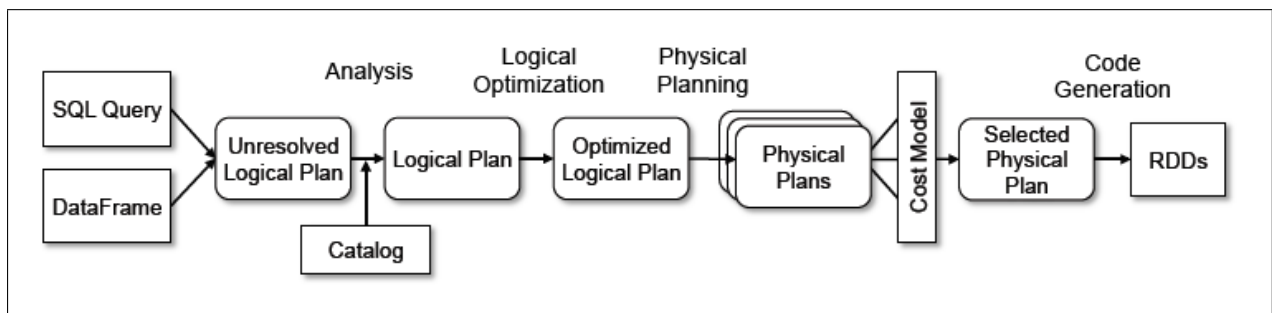 SQL Query
DataFrame
Unresolved
Logical Plan
Analysis
Catalog
Logical Plan
Logical
Optimization
Optimized
Logical Plan
Physical
Planning
Physical
Plans
Cost Model
Selected
Physical
Plan
Code
Generation
RDDs